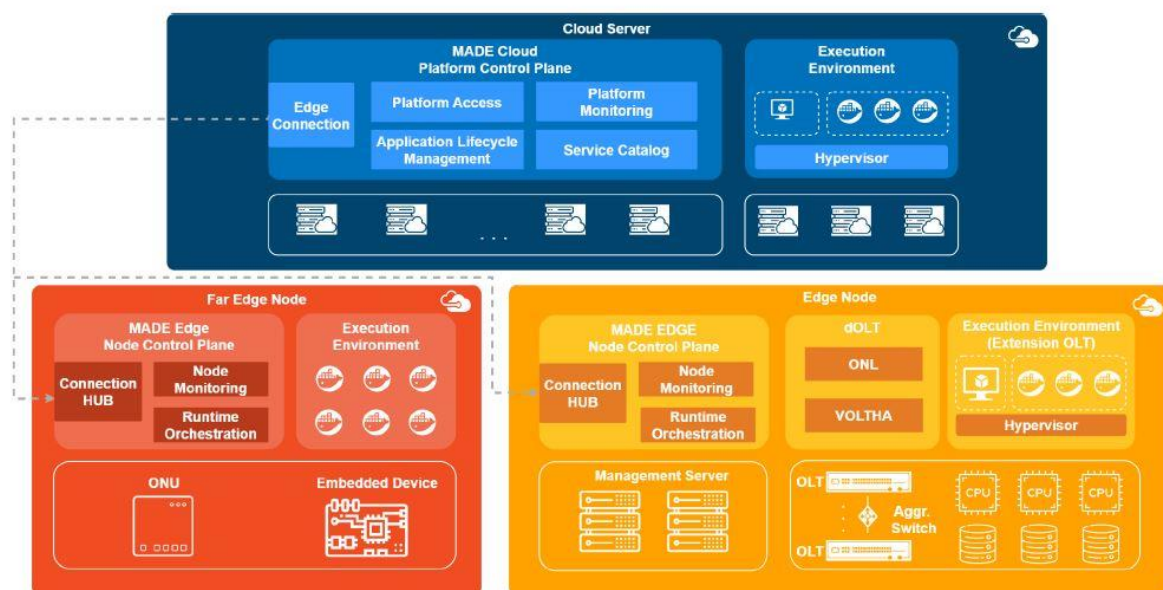 Cloud Server
MADE Cloud
Platform Control Plane
Edge
Connection
Platform Access
Platform
Monitoring
Application Lifecycle
Management
Service Catalog
Execution
Environment
Hypervisor
. . .
Far Edge Node
MADE Edge
Node Control Plane
Connection
HUB
Node
Monitoring
Runtime
Orchestration
Execution
Environment
ONU
Embedded Device
Edge Node
MADE EDGE
Node Control Plane
Connection
HUB
Node
Monitoring
Runtime
Orchestration
dOLT
ONL
VOLTHA
Execution Environment
(Extension OLT)
Hypervisor
Management Server
OLT
Aggr.
Switch
OLT
CPU
CPU
CPU